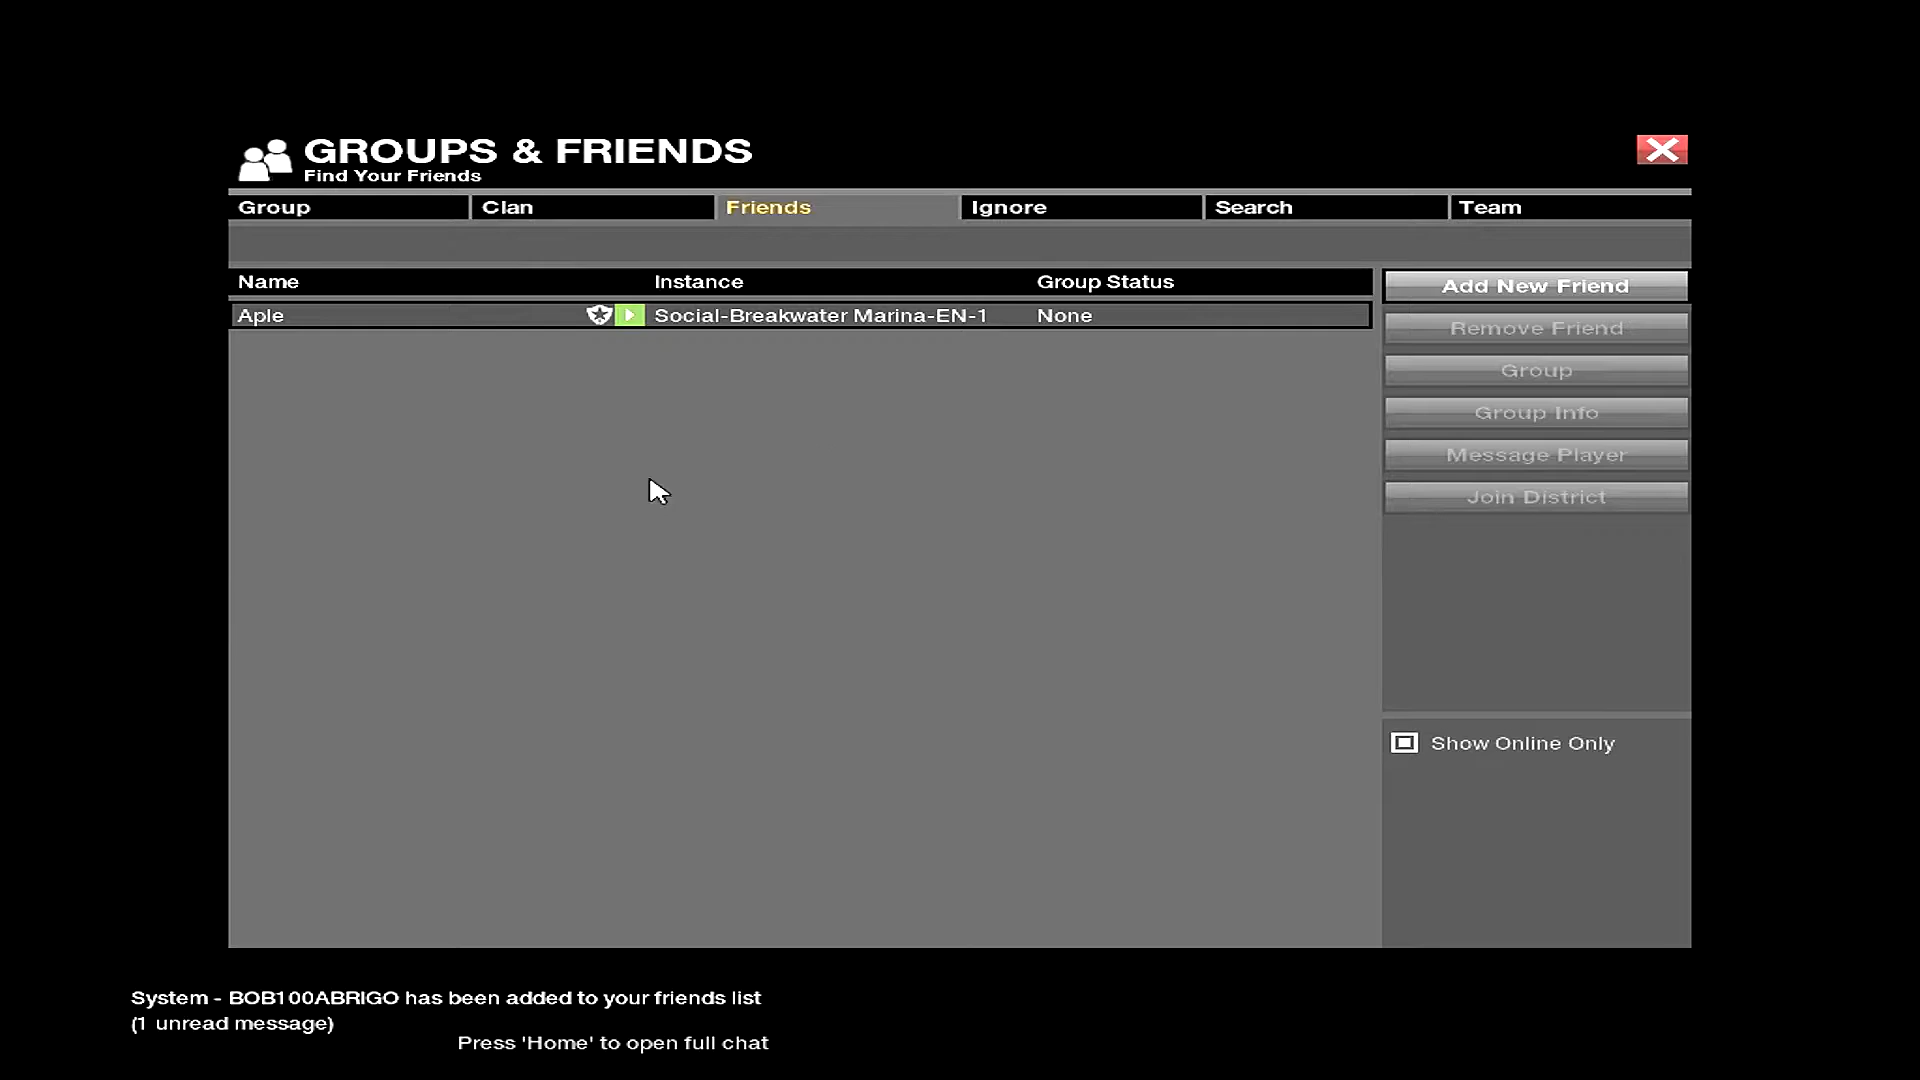 GROUPS & FRIENDS
Find Your Friends
Group Clan Friends Ignore Search Team
Name Instance Group Status
Aple Social-Breakwater Marina-EN-1 None
Add New Friend
Remove Friend
Group
Group Info
Message Player
Join District
Show Online Only
System - BOB100ABRIGO has been added to your friends list
(1 unread message)
Press 'Home' to open full chat